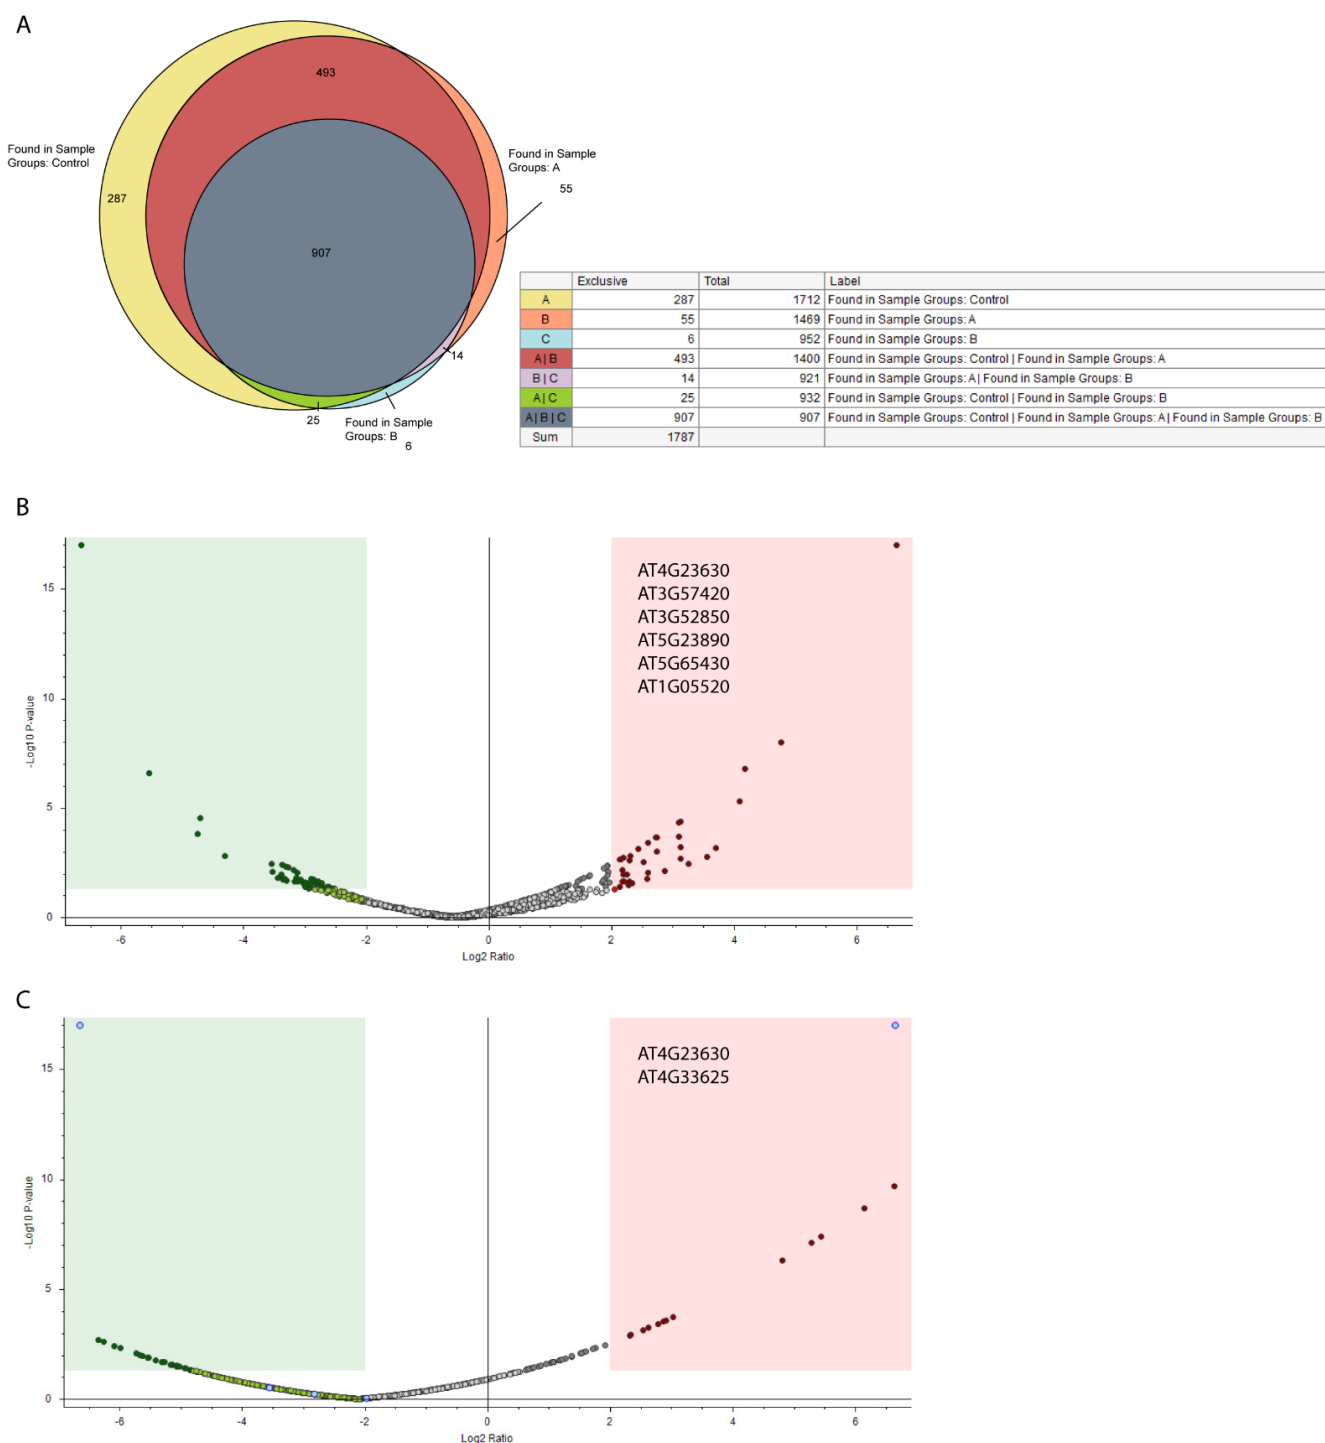 A
493
Found in Sample
Groups: Control
Found in Sample
Groups: A
287
55
907
14
25
Found in Sample
Groups: B
6
Exclusive Total Label
A 287 1712 Found in Sample Groups: Control
B 55 1469 Found in Sample Groups: A
C 6 952 Found in Sample Groups: B
A|B 493 1400 Found in Sample Groups: Control | Found in Sample Groups: A
B|C 14 921 Found in Sample Groups: A | Found in Sample Groups: B
A|C 25 932 Found in Sample Groups: Control | Found in Sample Groups: B
A|B|C 907 907 Found in Sample Groups: Control | Found in Sample Groups: A | Found in Sample Groups: B
Sum 1787
B
AT4G23630
AT3G57420
AT3G52850
AT5G23890
AT5G65430
AT1G05520
15
10
5
0
-Log10 P-value
-6 -4 -2 0 2 4 6
Log2 Ratio
C
AT4G23630
AT4G33625
15
10
5
0
-Log10 P-value
-6 -4 -2 0 2 4 6
Log2 Ratio